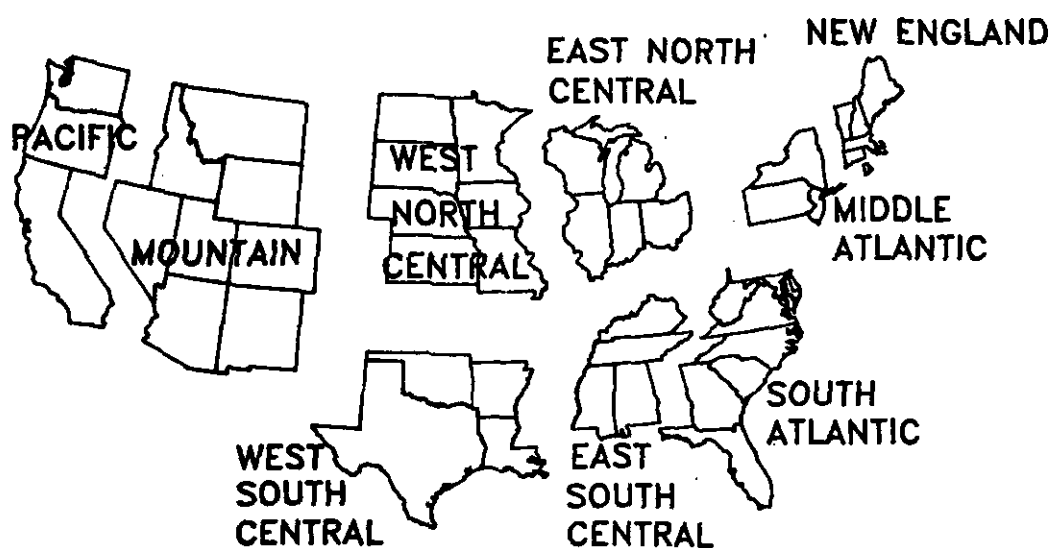 NEW ENGLAND
EAST NORTH
CENTRAL
PACIFIC
WEST
NORTH
CENTRAL
MOUNTAIN
MIDDLE
ATLANTIC
SOUTH
ATLANTIC
WEST
SOUTH
CENTRAL
EAST
SOUTH
CENTRAL